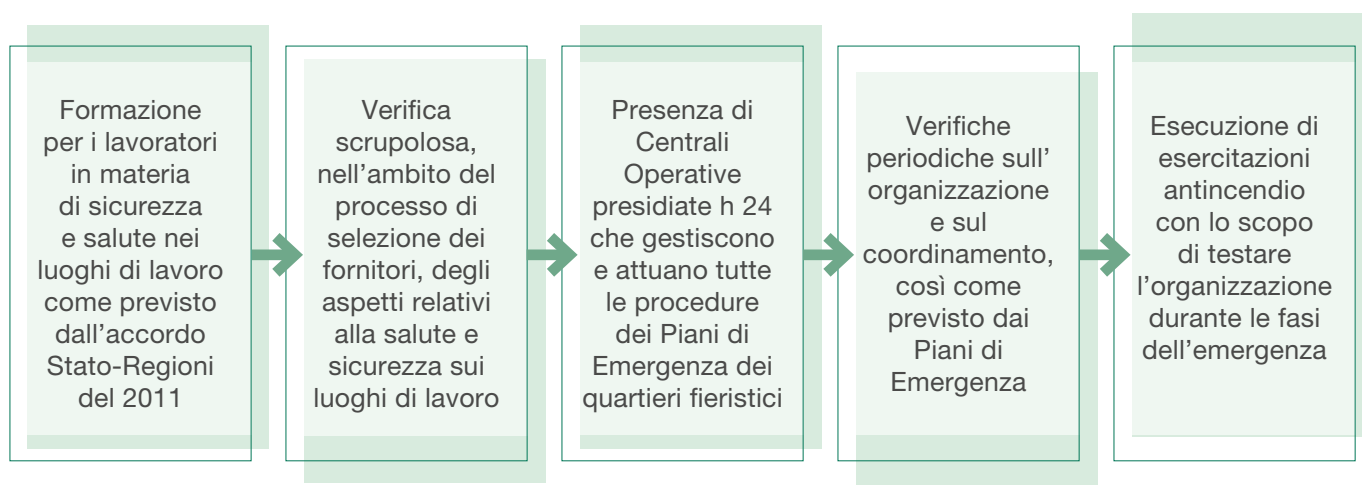 Formazione
per i lavoratori
in materia
di sicurezza
e salute nei
luoghi di lavoro
come previsto
dall'accordo
Stato-Regioni
del 2011
Verifica
scrupolosa,
nell'ambito del
processo di
selezione dei
fornitori, degli
aspetti relativi
alla salute e
sicurezza sui
luoghi di lavoro
Presenza di
Centrali
Operative
presidiate h 24
che gestiscono
e attuano tutte
le procedure
dei Piani di
Emergenza dei
quartieri fieristici
Verifiche
periodiche sull'
organizzazione
e sul
coordinamento,
così come
previsto dai
Piani di
Emergenza
Esecuzione di
esercitazioni
antincendio
con lo scopo
di testare
l'organizzazione
durante le fasi
dell'emergenza